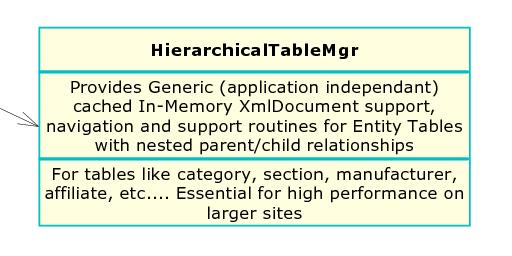 HierarchicalTableMgr
Provides Generic (application independant)
cached In-Memory XmlDocument support,
navigation and support routines for Entity Tables
with nested parent/child relationships
For tables like category, section, manufacturer,
affiliate, etc.... Essential for high performance on
larger sites